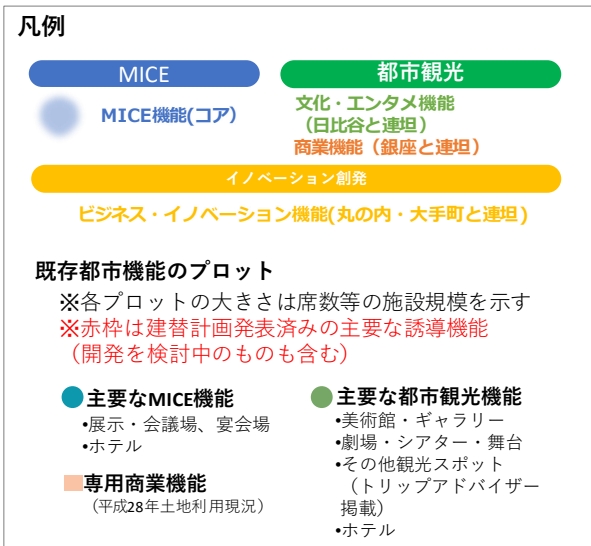 凡例
MICE
都市観光
MICE機能(コア）
文化・エンタメ機能
（日比谷と連坦）
商業機能（銀座と連坦）
イノベーション創発
ビジネス・イノベーション機能(丸の内・大手町と連坦)
既存都市機能のプロット
※各プロットの大きさは席数等の施設規模を示す
※赤枠は建替計画発表済みの主要な誘導機能
（開発を検討中のものも含む）
主要なMICE機能
•展示・会議場、宴会場
•ホテル
専用商業機能
（平成28年土地利用現況）
主要な都市観光機能
•美術館・ギャラリー
•劇場・シアター・舞台
•その他観光スポット
（トリップアドバイザー
掲載）
•ホテル